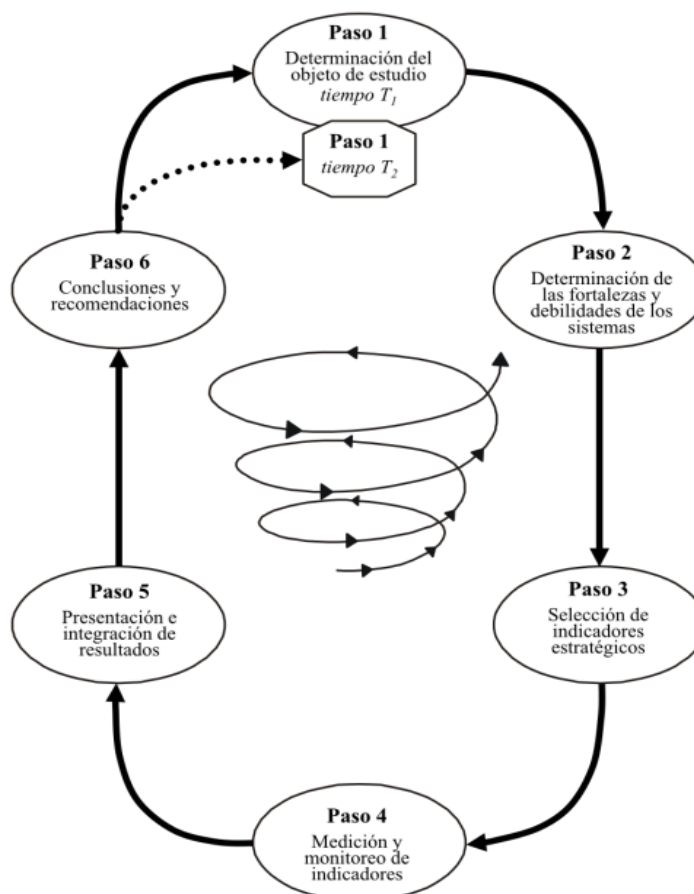 Paso 1
Determinación del
objeto de estudio
tiempo T1
Paso 1
tiempo T2
Paso 2
Determinación de
las fortalezas y
debilidades de los
sistemas
Paso 3
Selección de
indicadores
estratégicos
Paso 4
Medición y
monitoreo de
indicadores
Paso 5
Presentación e
integración de
resultados
Paso 6
Conclusiones y
recomendaciones